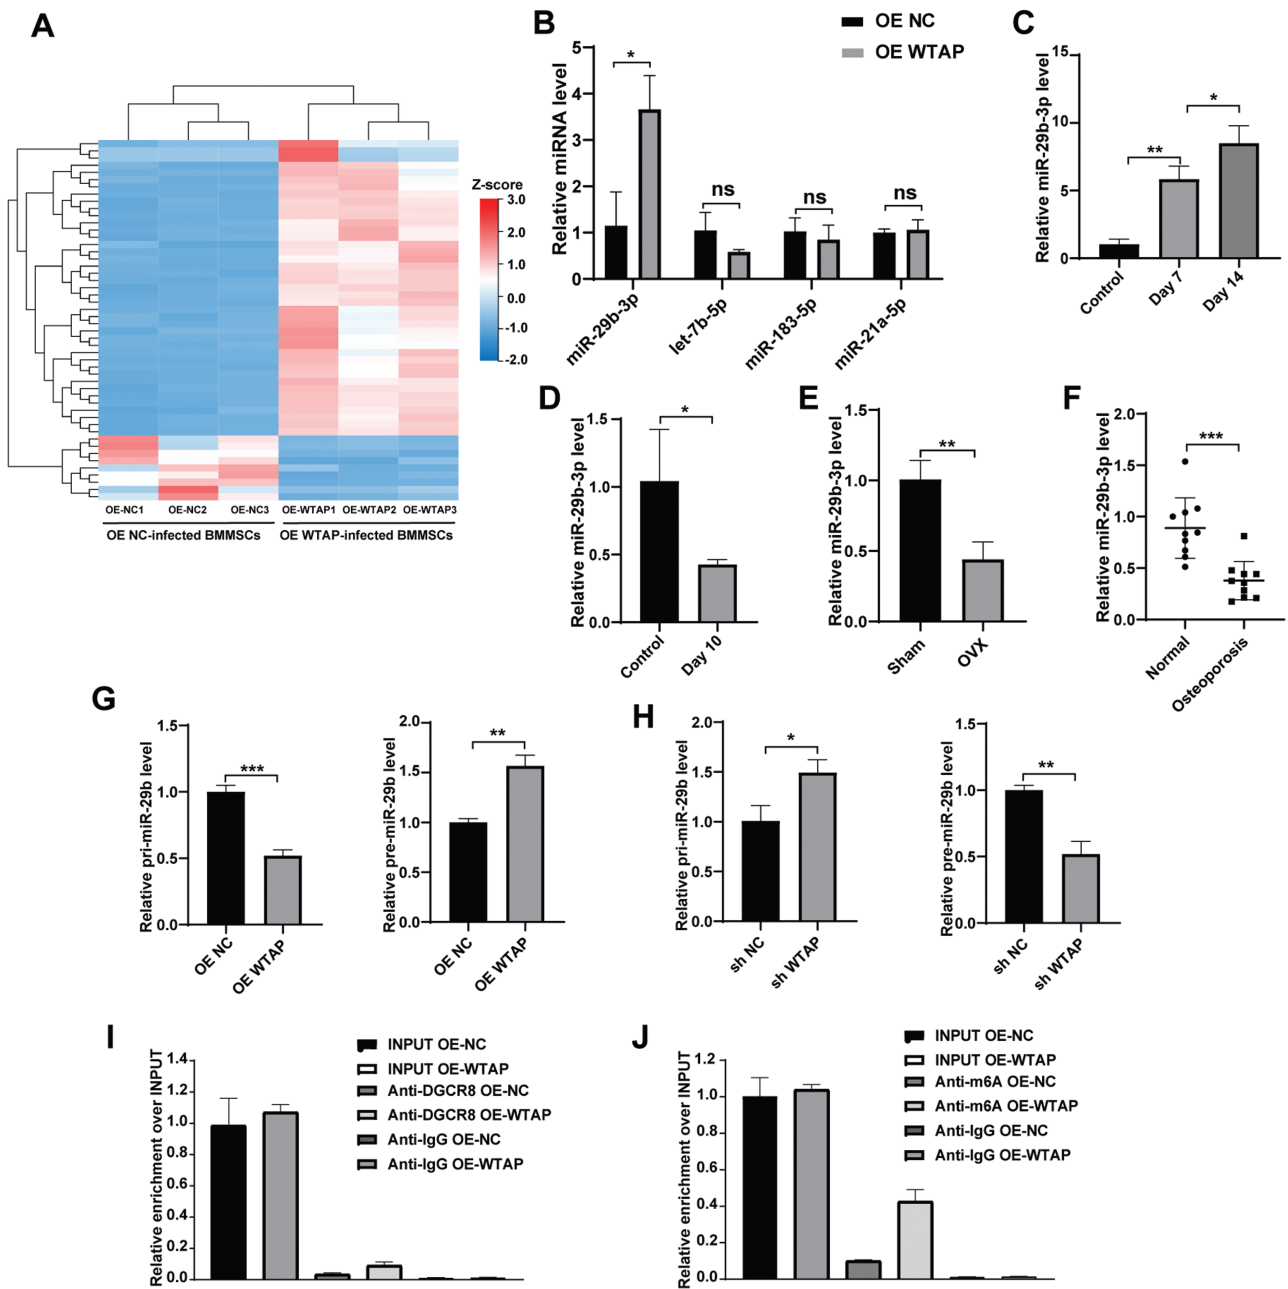 A
Z-score
3.0
2.0
1.0
0.0
-1.0
-2.0
OE-NC1 OE-NC2 OE-NC3 OE-WTAP1 OE-WTAP2 OE-WTAP3
OE NC-infected BMMSCs OE WTAP-infected BMMSCs
B
OE NC
OE WTAP
Relative miRNA level
5
4
3
2
1
0
* ns ns ns
miR-29b-3p let-7b-5p miR-183-5p miR-21a-5p
C
Relative miR-29b-3p level
15
10
5
0
** *
Control Day 7 Day 14
D
Relative miR-29b-3p level
1.5
1.0
0.5
0.0
*
Control Day 10
E
Relative miR-29b-3p level
1.5
1.0
0.5
0.0
**
Sham OVX
F
Relative miR-29b-3p level
2.0
1.5
1.0
0.5
0.0
***
Normal Osteoporosis
G
Relative pri-miR-29b level
1.5
1.0
0.5
0.0
***
OE NC OE WTAP
Relative pre-miR-29b level
2.0
1.5
1.0
0.5
0.0
**
OE NC OE WTAP
H
Relative pri-miR-29b level
2.0
1.5
1.0
0.5
0.0
*
sh NC sh WTAP
Relative pre-miR-29b level
1.5
1.0
0.5
0.0
**
sh NC sh WTAP
I
Relative enrichment over INPUT
1.4
1.2
1.0
0.8
0.6
0.4
0.2
0.0
INPUT OE-NC
INPUT OE-WTAP
Anti-DGCR8 OE-NC
Anti-DGCR8 OE-WTAP
Anti-IgG OE-NC
Anti-IgG OE-WTAP
J
Relative enrichment over INPUT
1.2
1.0
0.8
0.6
0.4
0.2
0.0
INPUT OE-NC
INPUT OE-WTAP
Anti-m6A OE-NC
Anti-m6A OE-WTAP
Anti-IgG OE-NC
Anti-IgG OE-WTAP